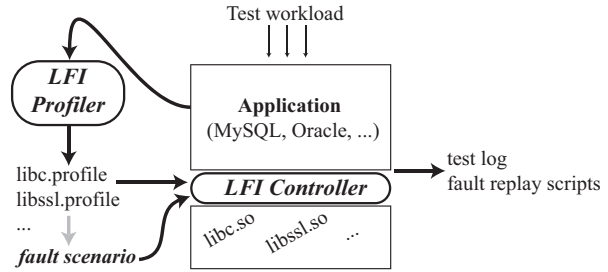 Test workload
LFI
Profiler
Application
(MySQL, Oracle, ...)
libc.profile
libssl.profile
...
fault scenario
LFI Controller
libc.so
libssl.so
...
test log
fault replay scripts